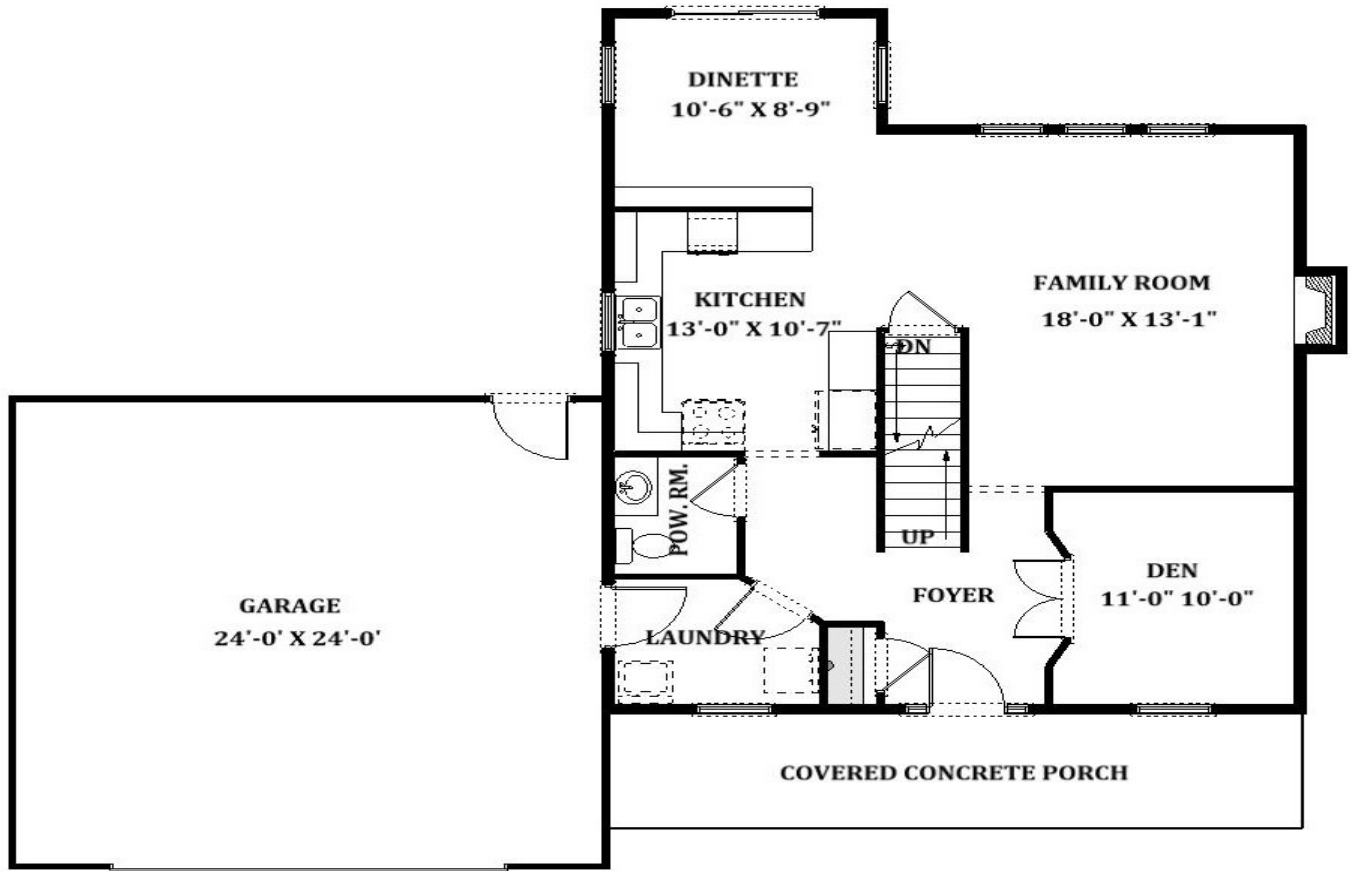 DINETTE
10'-6" X 8'-9"
FAMILY ROOM
18'-0" X 13'-1"
KITCHEN
13'-0" X 10'-7"
DN
POW. RM.
UP
DEN
11'-0" 10'-0"
FOYER
GARAGE
24'-0' X 24'-0'
LAUNDRY
COVERED CONCRETE PORCH